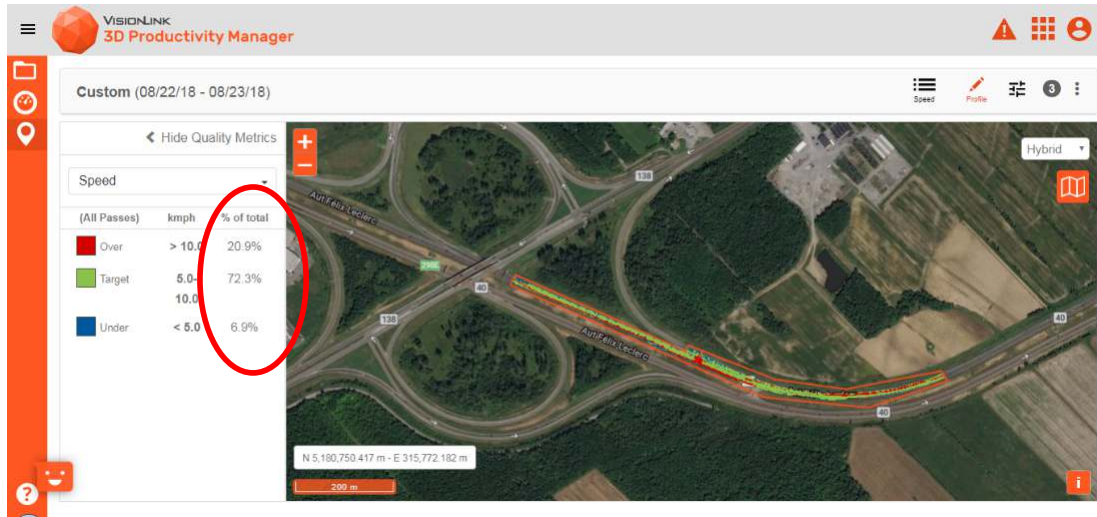 VISIONLINK
3D Productivity Manager
Custom (08/22/18 - 08/23/18)
Speed
Profile
3
Hide Quality Metrics
Speed
(All Passes) kmph % of total
Over > 10.0 20.9%
Target 5.0- 72.3%
10.0
Under < 5.0 6.9%
+
−
Hybrid
138
Aut Félix-Leclerc
40
138
Aut Félix-Leclerc
40
40
N 5,180,750.417 m - E 315,772.182 m
200 m
?
i